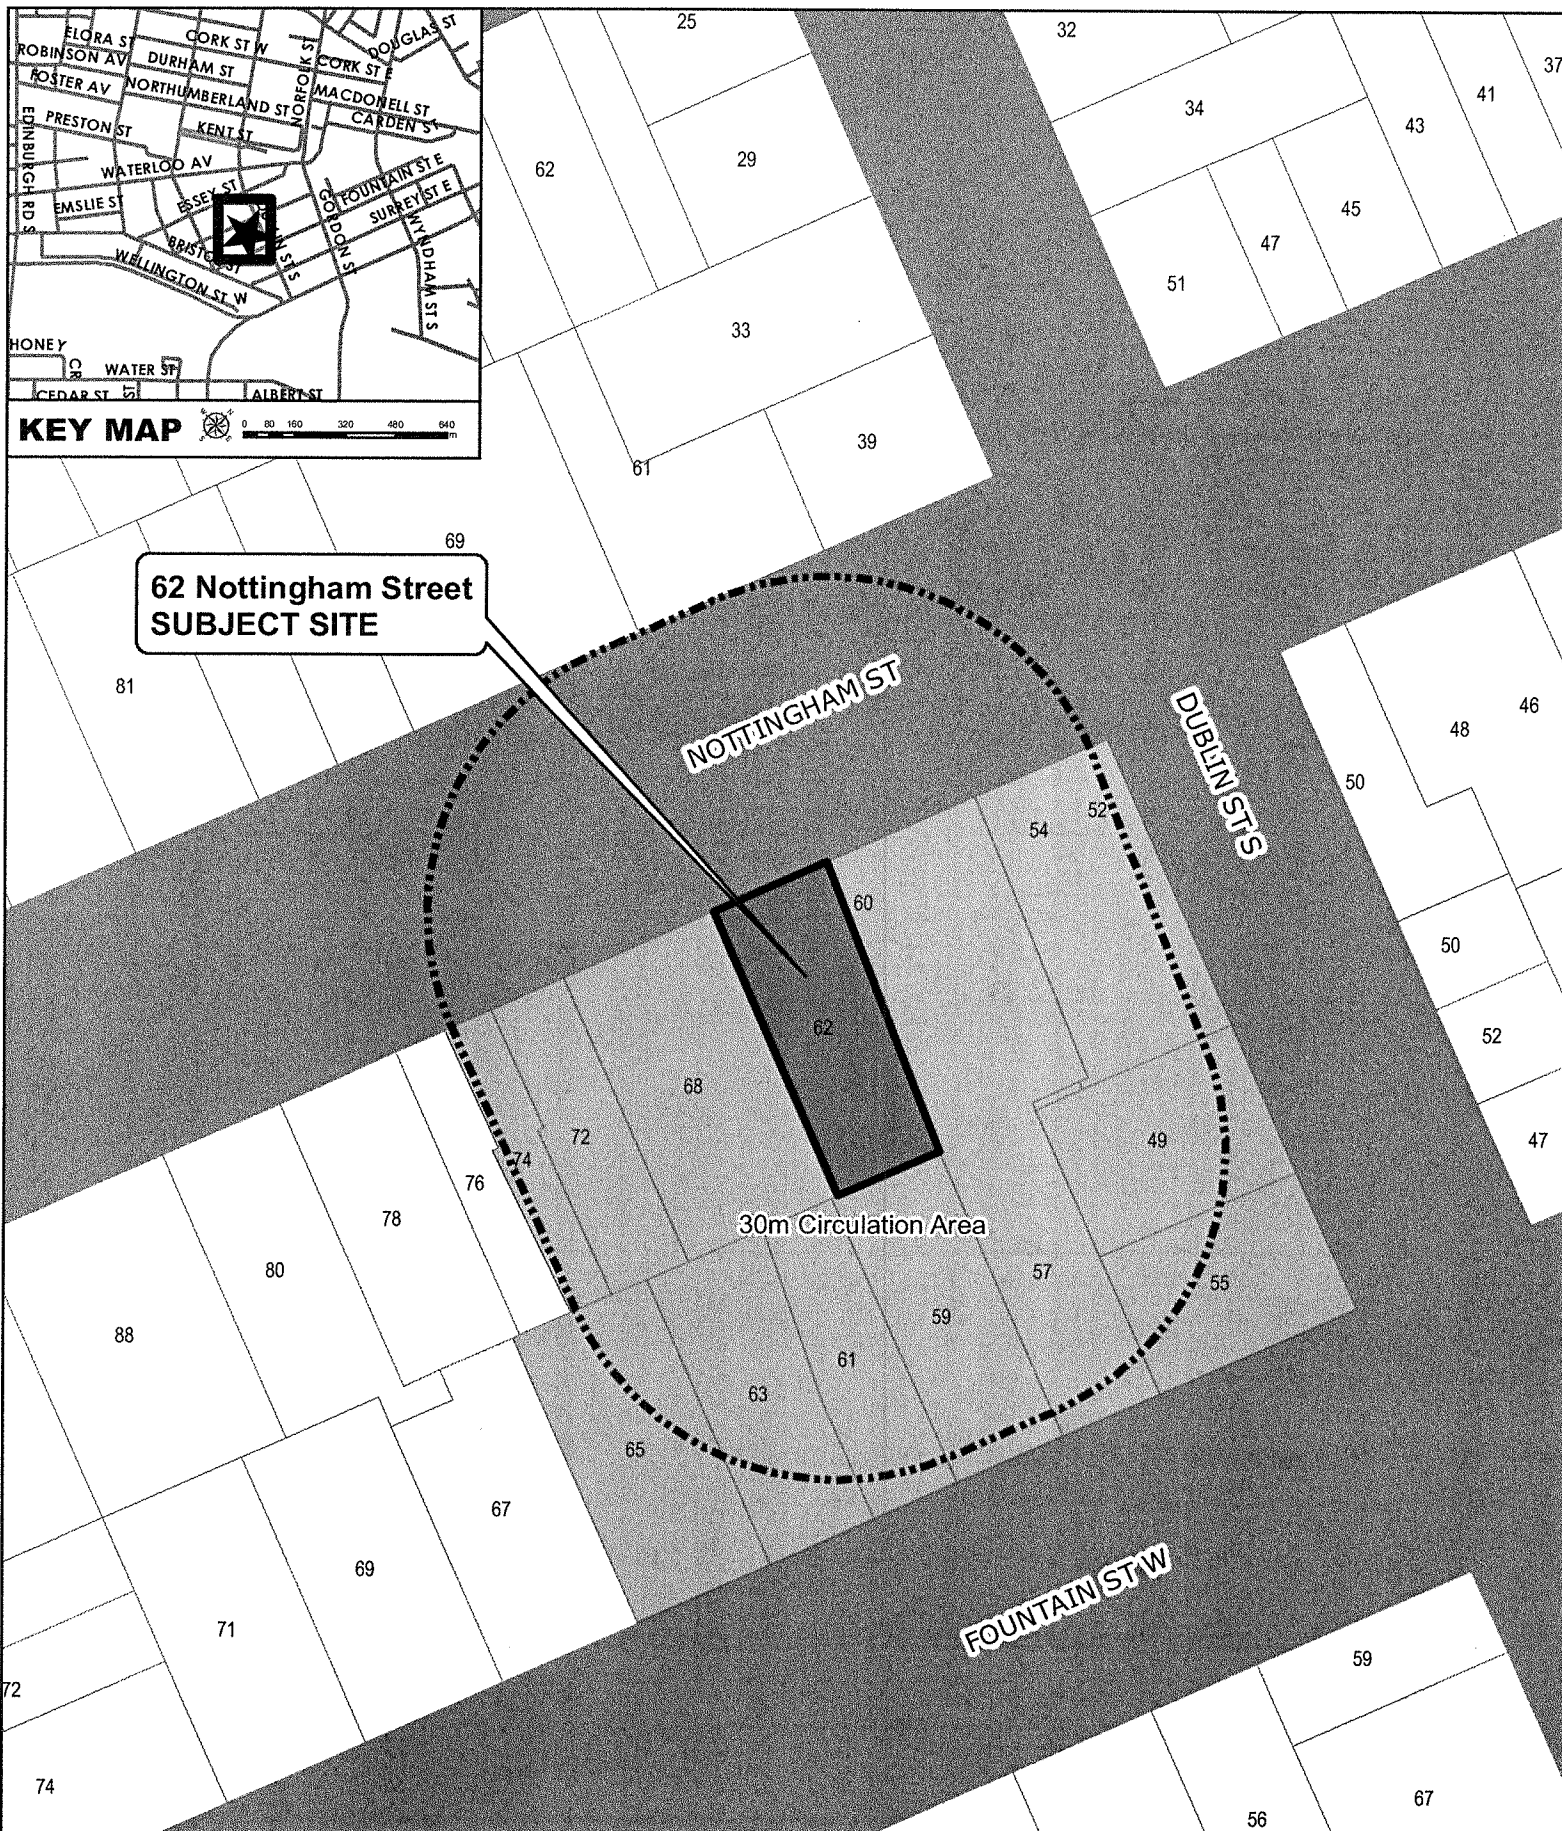 ELORA ST
CORK ST W
NORFOLK ST
DOUGLAS ST
ROBINSON AV
DURHAM ST
CORK ST E
FOSTER AV
NORTHUMBERLAND ST
MACDONELL ST
PRESTON ST
KENT ST
CARDEN ST
EDINBURGH RD S
WATERLOO AV
ESSEX ST
FOUNTAIN ST E
EMSLIE ST
GORDON ST
SURREY ST E
BRISTOL ST
WELLINGTON ST W
WYNDHAM ST S
HONEY
CR
WATER ST
CEDAR ST
ST
ALBERT ST
KEY MAP
0 80 160 320 480 640
m
25
32
37
34
41
43
62
29
45
47
51
33
39
61
69
62 Nottingham Street
SUBJECT SITE
81
NOTTINGHAM ST
DUBLIN ST S
46
48
50
52
54
60
50
62
52
68
72
49
74
47
76
78
30m Circulation Area
80
57
55
88
59
61
63
65
67
69
71
FOUNTAIN ST W
59
72
74
67
56